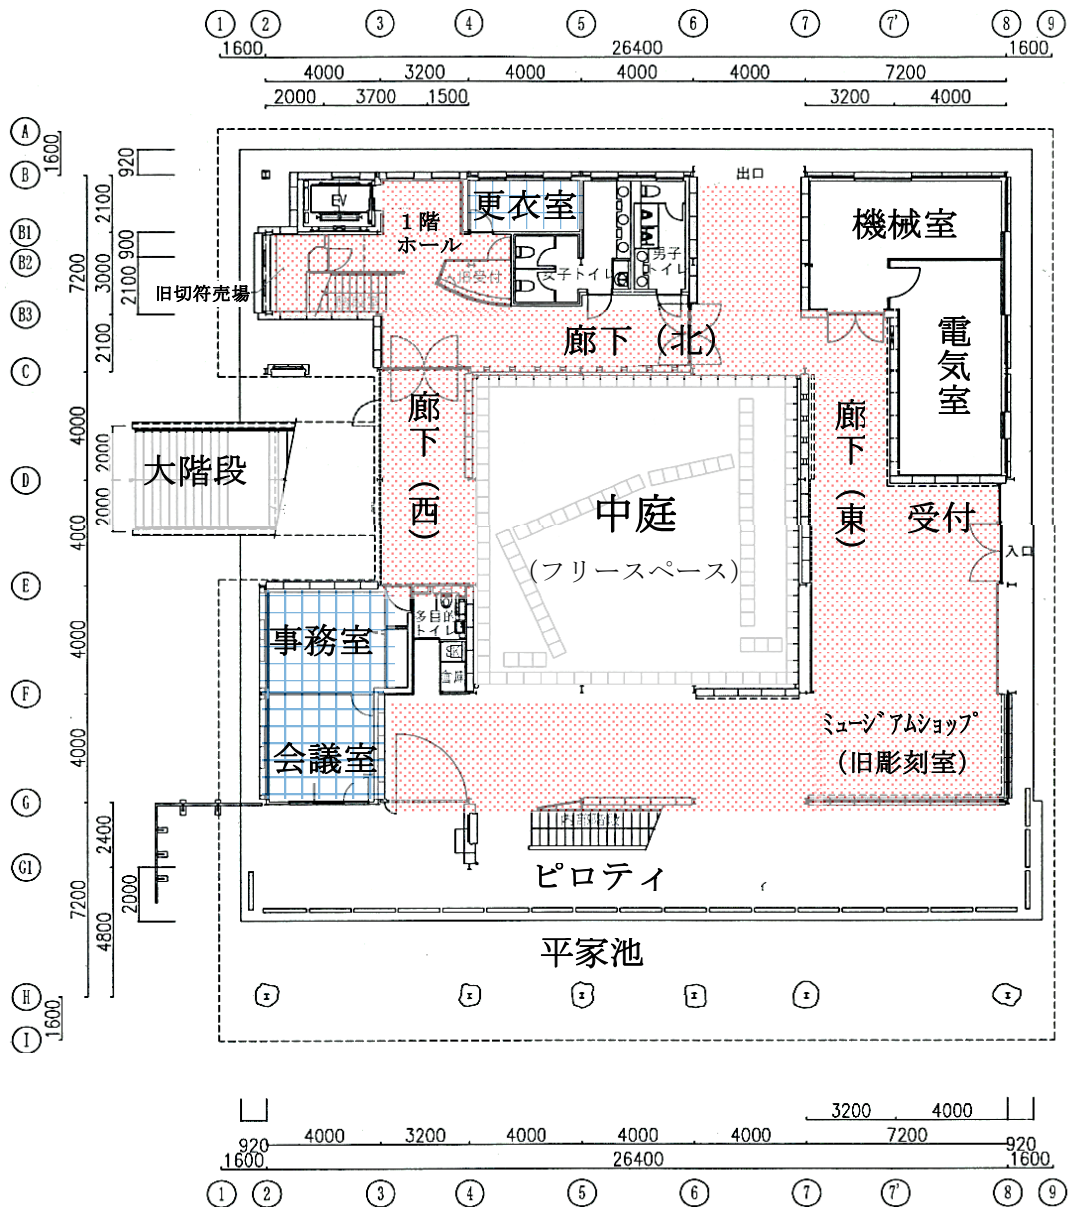 1 2 3 4 5 6 7 7' 8 9
1600 26400 1600
4000 3200 4000 4000 4000 7200
2000 3700 1500 3200 4000
A
1600
920
B
出口
2100
EV
更衣室
機械室
1階
ホール
B1
900
B2
7200
3000
2100
女子トイレ
男子
トイレ
受付
旧切符売場
B3
2100
廊下（北）
電気室
C
4000
2000
廊下（西）
廊下（東）
大階段
D
中庭
受付
2000
4000
入口
（フリースペース）
E
多目的
トイレ
事務室
4000
倉庫
F
ミュージアムショップ
（旧彫刻室）
4000
会議室
G
2400
内部階段
G1
ピロティ
2000
7200
4800
平家池
H
1600
I
3200 4000
4000 3200 4000 4000 4000 7200
920 920
1600 26400 1600
1 2 3 4 5 6 7 7' 8 9